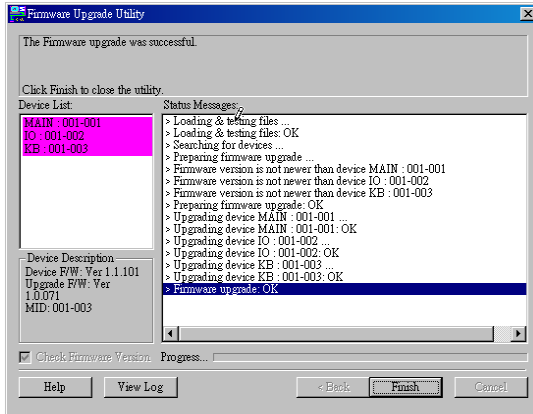 Firmware Upgrade Utility
The Firmware upgrade was successful.
Click Finish to close the utility.
Device List:
MAIN : 001-001
IO : 001-002
KB : 001-003
Status Messages:
> Loading & testing files ...
> Loading & testing files: OK
> Searching for devices ...
> Preparing firmware upgrade ...
> Firmware version is not newer than device MAIN : 001-001
> Firmware version is not newer than device IO : 001-002
> Firmware version is not newer than device KB : 001-003
> Preparing firmware upgrade: OK
> Upgrading device MAIN : 001-001 ...
> Upgrading device MAIN : 001-001: OK
> Upgrading device IO : 001-002 ...
> Upgrading device IO : 001-002: OK
> Upgrading device KB : 001-003 ...
> Upgrading device KB : 001-003: OK
> Firmware upgrade: OK
Device Description
Device F/W: Ver 1.1.101
Upgrade F/W: Ver
1.0.071
MID: 001-003
Check Firmware Version
Progress...
Help
View Log
< Back
Finish
Cancel